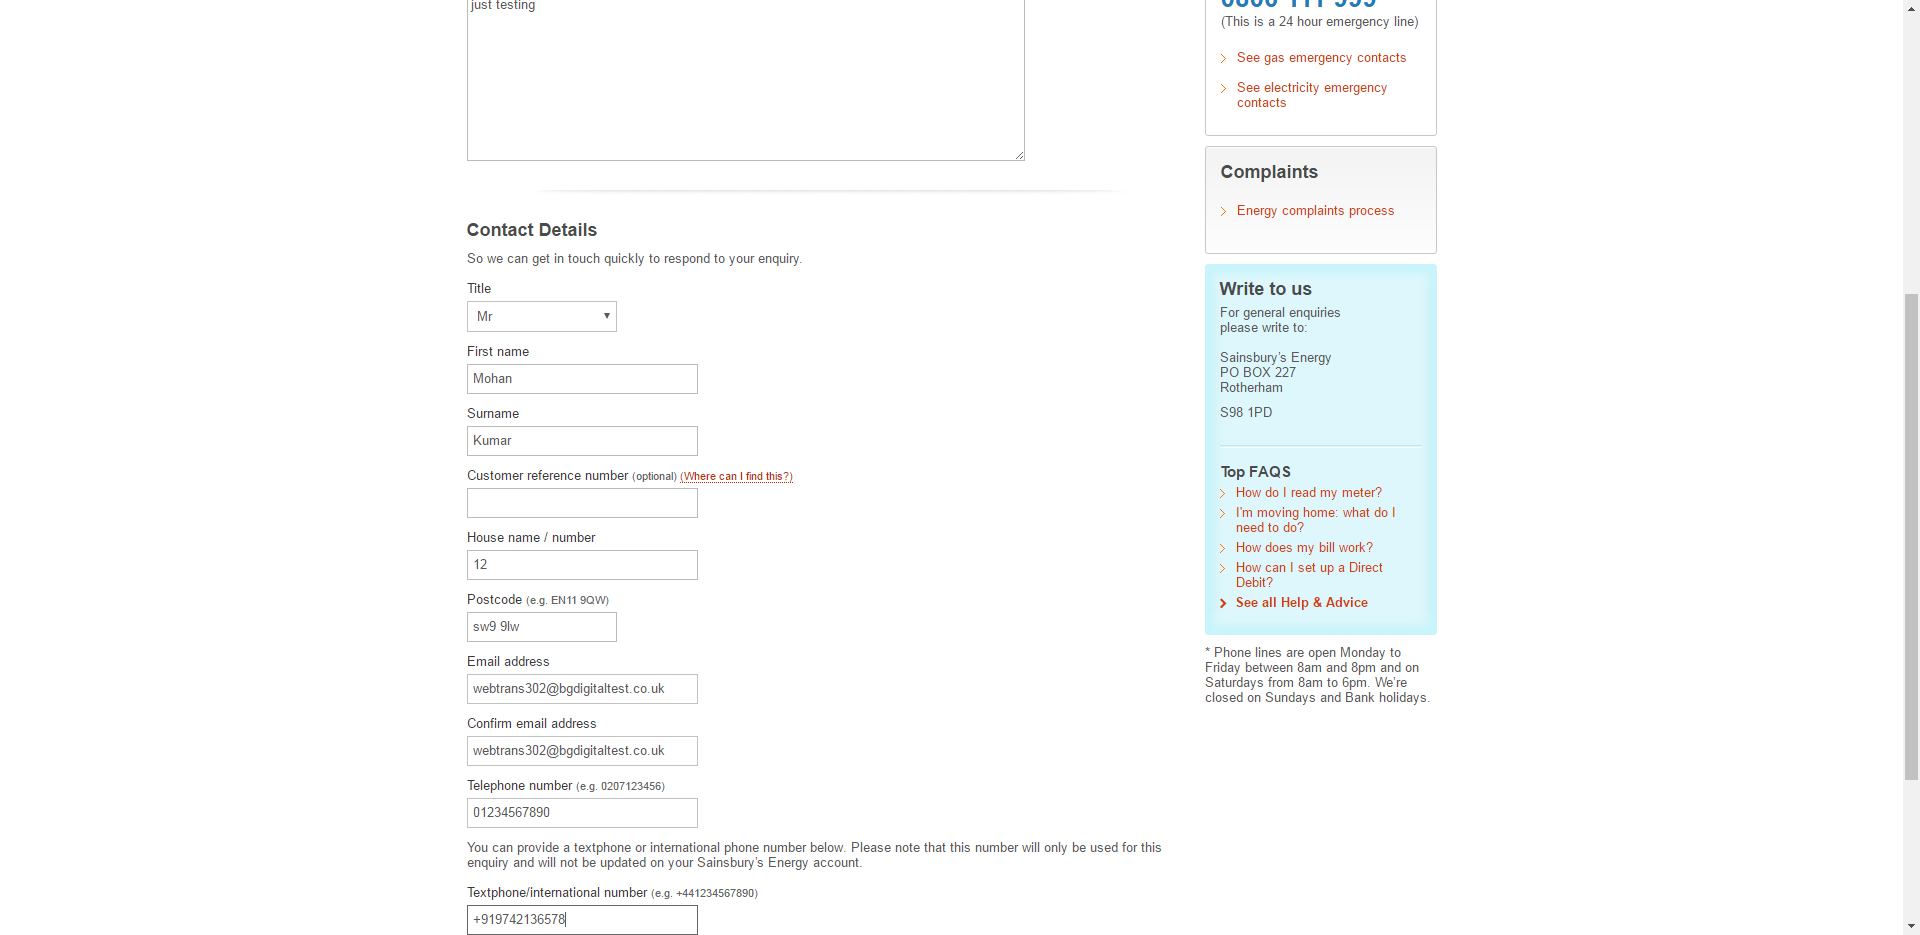 just testing
Contact Details
So we can get in touch quickly to respond to your enquiry.
Title
Mr
First name
Mohan
Surname
Kumar
Customer reference number (optional) (Where can I find this?)
House name / number
12
Postcode (e.g. EN11 9QW)
sw9 9lw
Email address
webtrans302@bgdigitaltest.co.uk
Confirm email address
webtrans302@bgdigitaltest.co.uk
Telephone number (e.g. 0207123456)
01234567890
You can provide a textphone or international phone number below. Please note that this number will only be used for this
enquiry and will not be updated on your Sainsbury's Energy account.
Textphone/international number (e.g. +441234567890)
+919742136578
0800 111 999
(This is a 24 hour emergency line)
See gas emergency contacts
See electricity emergency
contacts
Complaints
Energy complaints process
Write to us
For general enquiries
please write to:
Sainsbury's Energy
PO BOX 227
Rotherham
S98 1PD
Top FAQS
How do I read my meter?
I'm moving home: what do I
need to do?
How does my bill work?
How can I set up a Direct
Debit?
See all Help & Advice
* Phone lines are open Monday to
Friday between 8am and 8pm and on
Saturdays from 8am to 6pm. We're
closed on Sundays and Bank holidays.